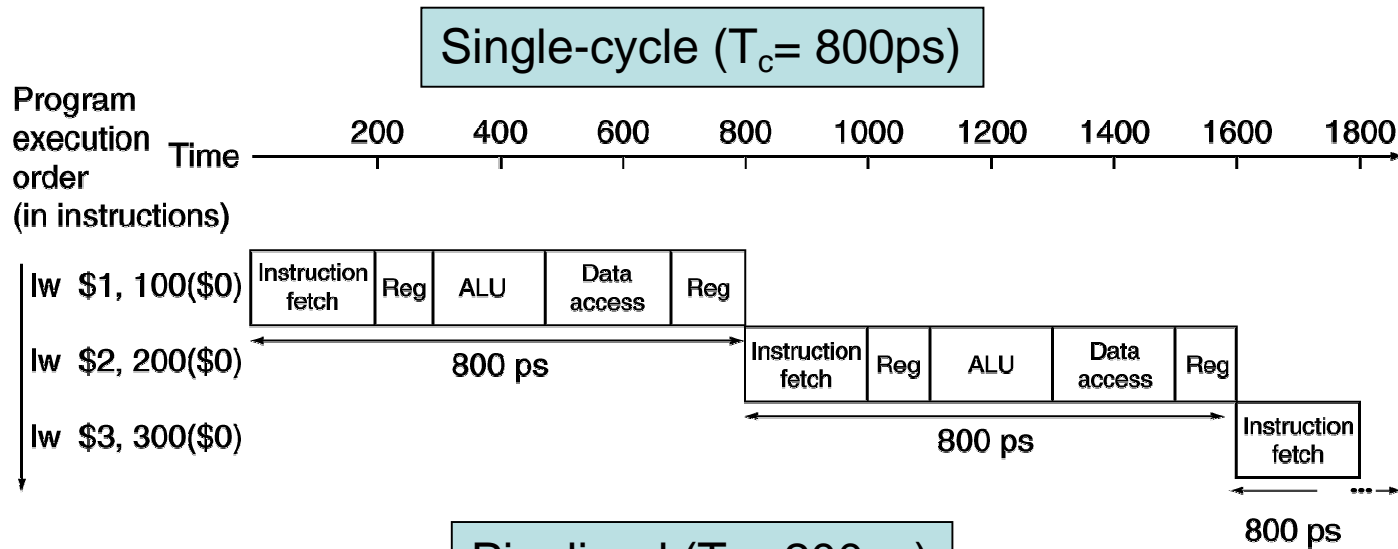 Single-cycle (Tc= 800ps)
Program
execution
order
(in instructions)
Time
200 400 600 800 1000 1200 1400 1600 1800
lw $1, 100($0)
Instruction
fetch
Reg
ALU
Data
access
Reg
800 ps
lw $2, 200($0)
Instruction
fetch
Reg
ALU
Data
access
Reg
800 ps
lw $3, 300($0)
Instruction
fetch
...
800 ps